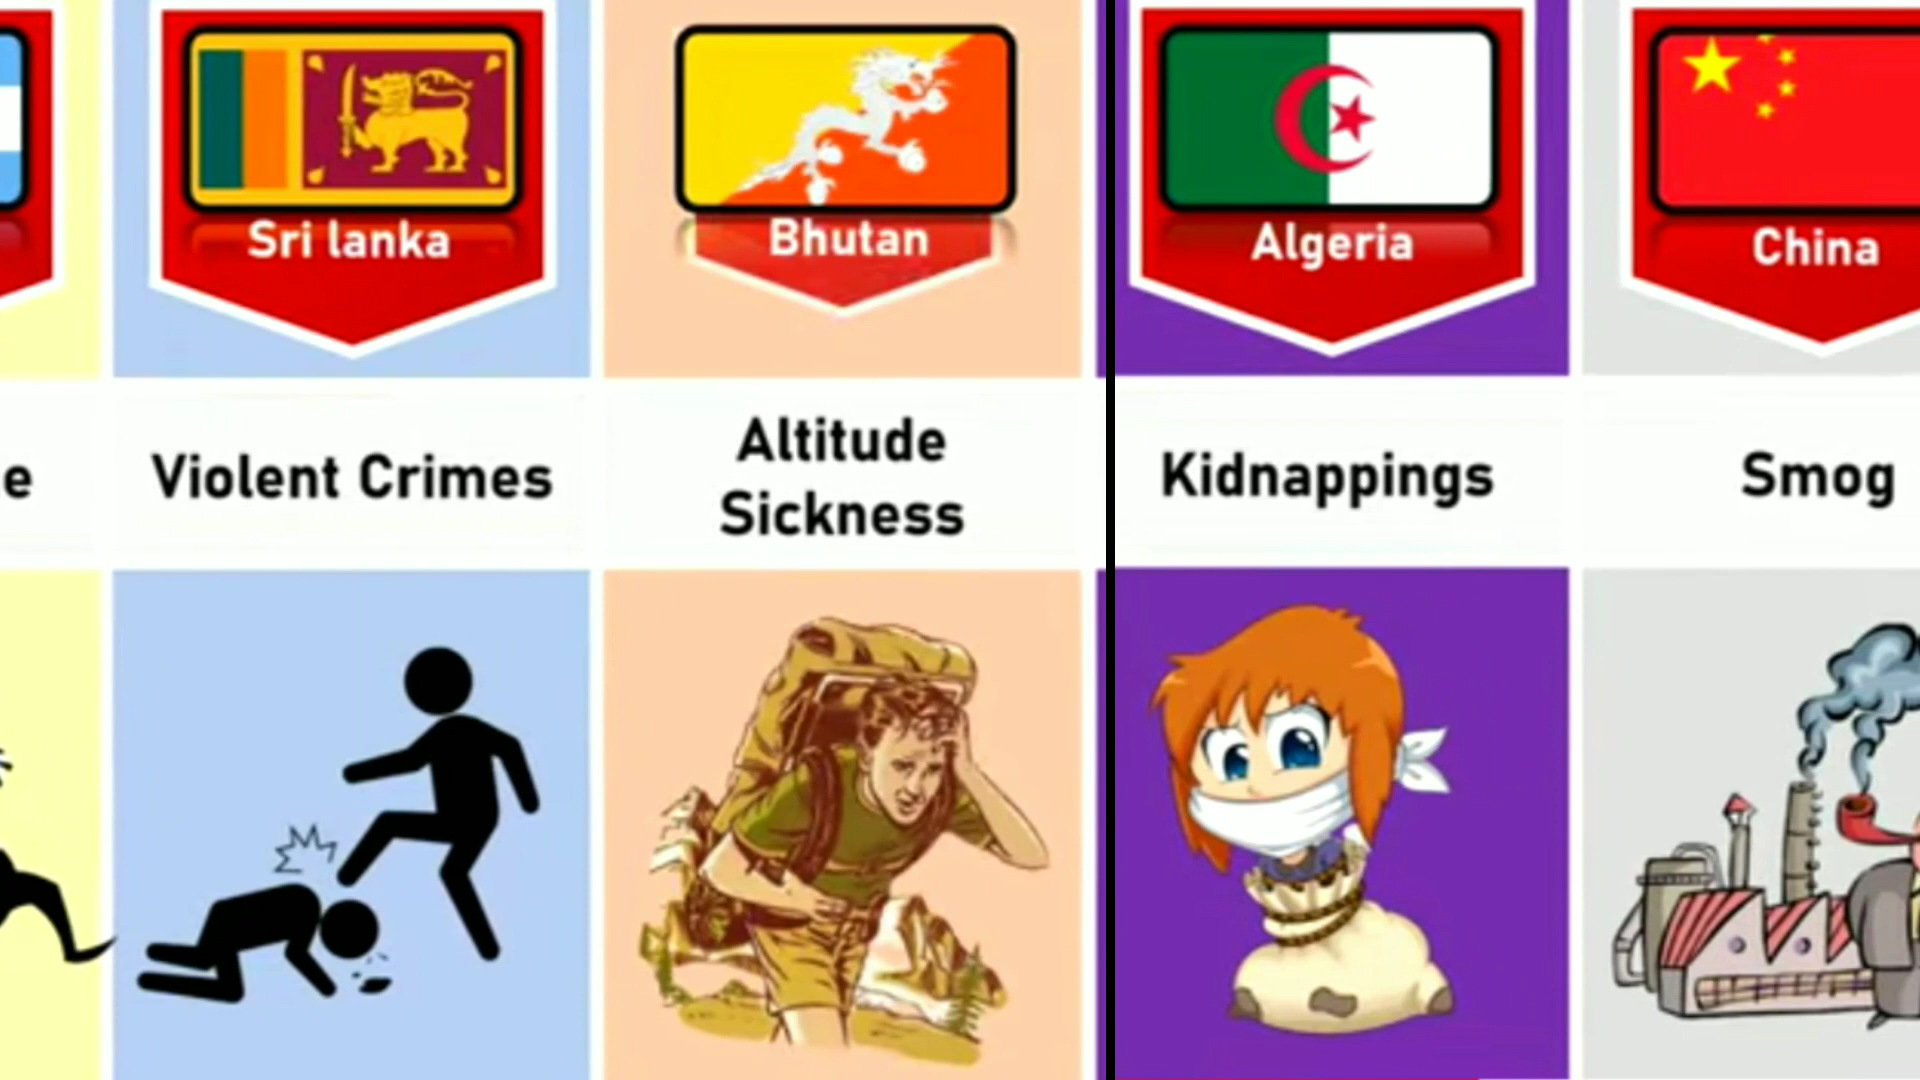 Sri lanka
Bhutan
Algeria
China
e
Violent Crimes
Altitude
Sickness
Kidnappings
Smog